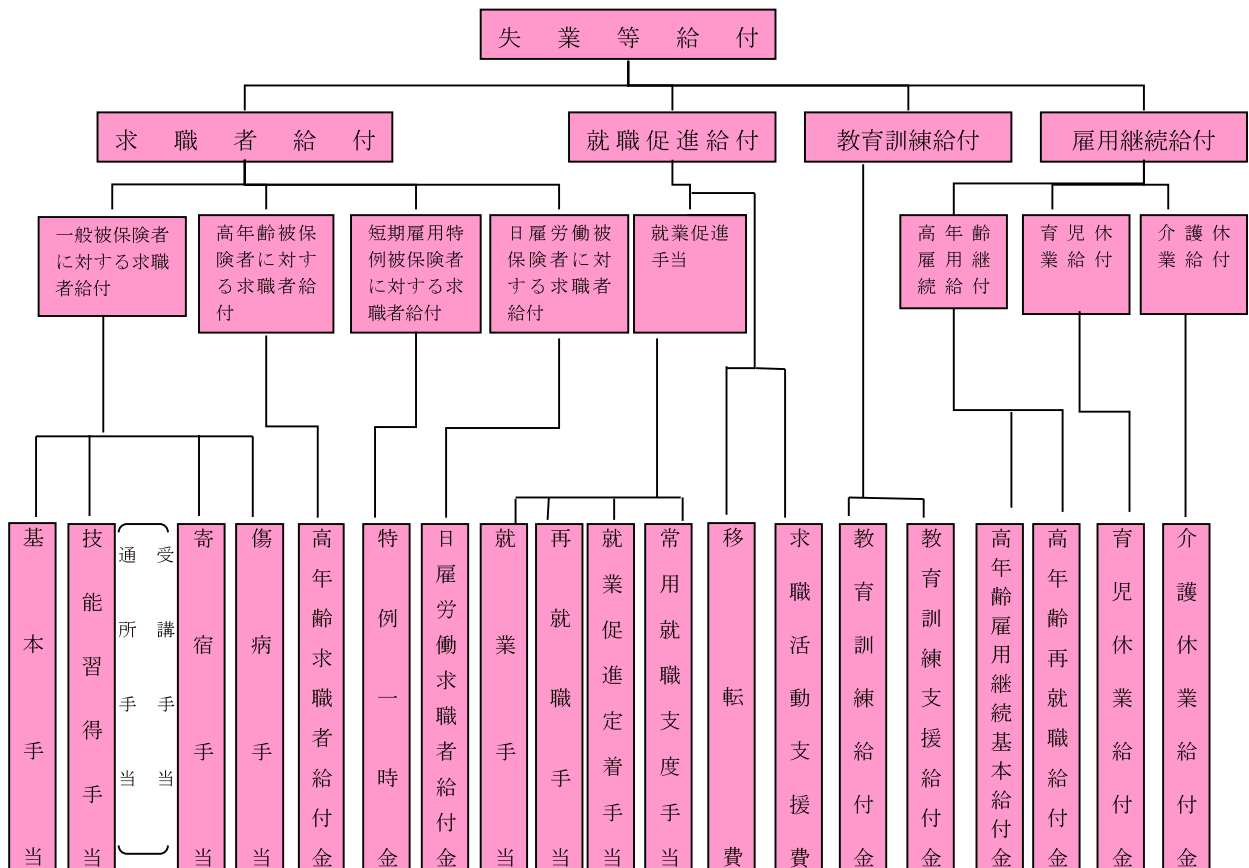 失業等給付
求職者給付
就職促進給付
教育訓練給付
雇用継続給付
一般被保険者
に対する求職
者給付
高年齢被保
険者に対す
る求職者給
付
短期雇用特
例被保険者
に対する求
職者給付
日雇労働被
保険者に対
する求職者
給付
就業促進
手当
高年齢
雇用継
続給付
育児休
業給付
介護休
業給付
基本手当
技能習得手当
受講手当
通所手当
寄宿手当
傷病手当
高年齢求職者給付金
特例一時金
日雇労働求職者給付金
就業手当
再就職手当
就業促進定着手当
常用就職支度手当
移転費
求職活動支援費
教育訓練給付金
教育訓練支援給付金
高年齢雇用継続基本給付金
高年齢再就職給付金
育児休業給付金
介護休業給付金